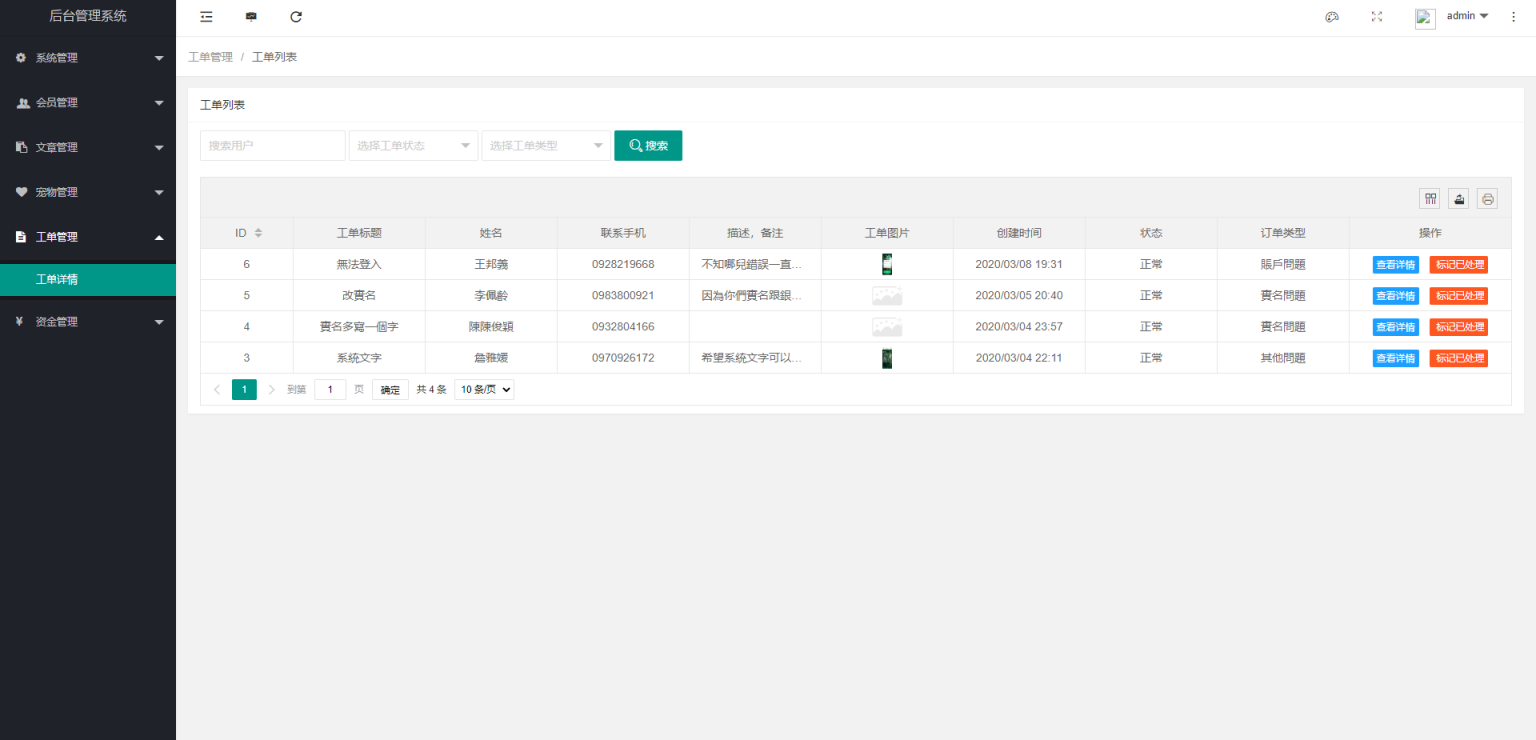 后台管理系统
admin
系统管理
会员管理
文章管理
宠物管理
工单管理
工单详情
资金管理
工单管理 / 工单列表
工单列表
搜索用户 选择工单状态 选择工单类型 搜索
ID 工单标题 姓名 联系手机 描述，备注 工单图片 创建时间 状态 订单类型 操作
6 無法登入 王邦義 0928219668 不知哪兒錯誤一直... 2020/03/08 19:31 正常 賬戶問題 查看详情 标记已处理
5 改實名 李佩齡 0983800921 因為你們實名跟銀... 2020/03/05 20:40 正常 實名問題 查看详情 标记已处理
4 實名多寫一個字 陳陳俊穎 0932804166 2020/03/04 23:57 正常 實名問題 查看详情 标记已处理
3 系統文字 詹雅媛 0970926172 希望系統文字可以... 2020/03/04 22:11 正常 其他問題 查看详情 标记已处理
1 到第 1 页 确定 共 4 条 10 条/页